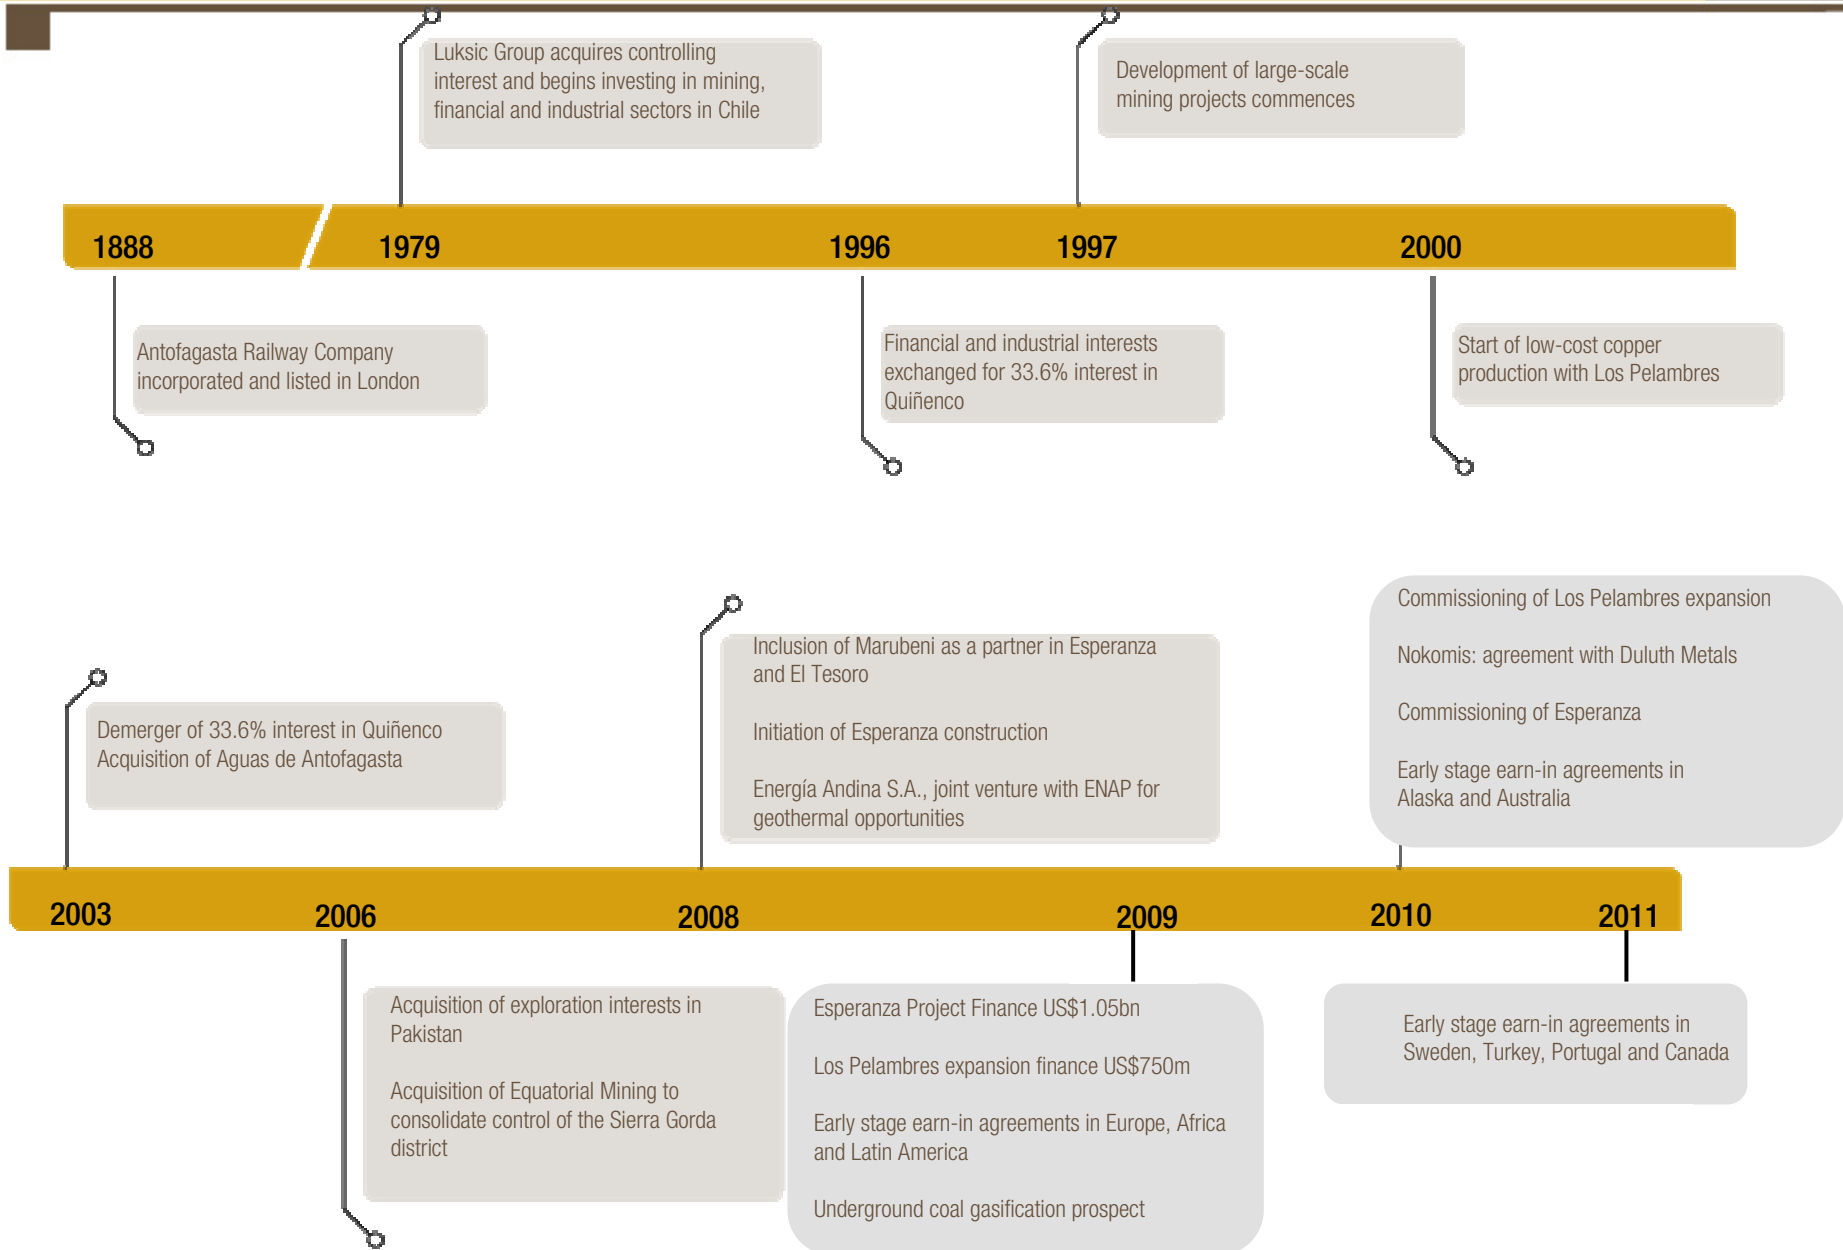 Luksic Group acquires controlling
interest and begins investing in mining,
financial and industrial sectors in Chile
Development of large-scale
mining projects commences
1888
1979
1996
1997
2000
Antofagasta Railway Company
incorporated and listed in London
Financial and industrial interests
exchanged for 33.6% interest in
Quiñenco
Start of low-cost copper
production with Los Pelambres
Demerger of 33.6% interest in Quiñenco
Acquisition of Aguas de Antofagasta
Inclusion of Marubeni as a partner in Esperanza
and El Tesoro
Initiation of Esperanza construction
Energía Andina S.A., joint venture with ENAP for
geothermal opportunities
Commissioning of Los Pelambres expansion
Nokomis: agreement with Duluth Metals
Commissioning of Esperanza
Early stage earn-in agreements in
Alaska and Australia
2003
2006
2008
2009
2010
2011
Acquisition of exploration interests in
Pakistan
Acquisition of Equatorial Mining to
consolidate control of the Sierra Gorda
district
Esperanza Project Finance US$1.05bn
Los Pelambres expansion finance US$750m
Early stage earn-in agreements in Europe, Africa
and Latin America
Underground coal gasification prospect
Early stage earn-in agreements in
Sweden, Turkey, Portugal and Canada